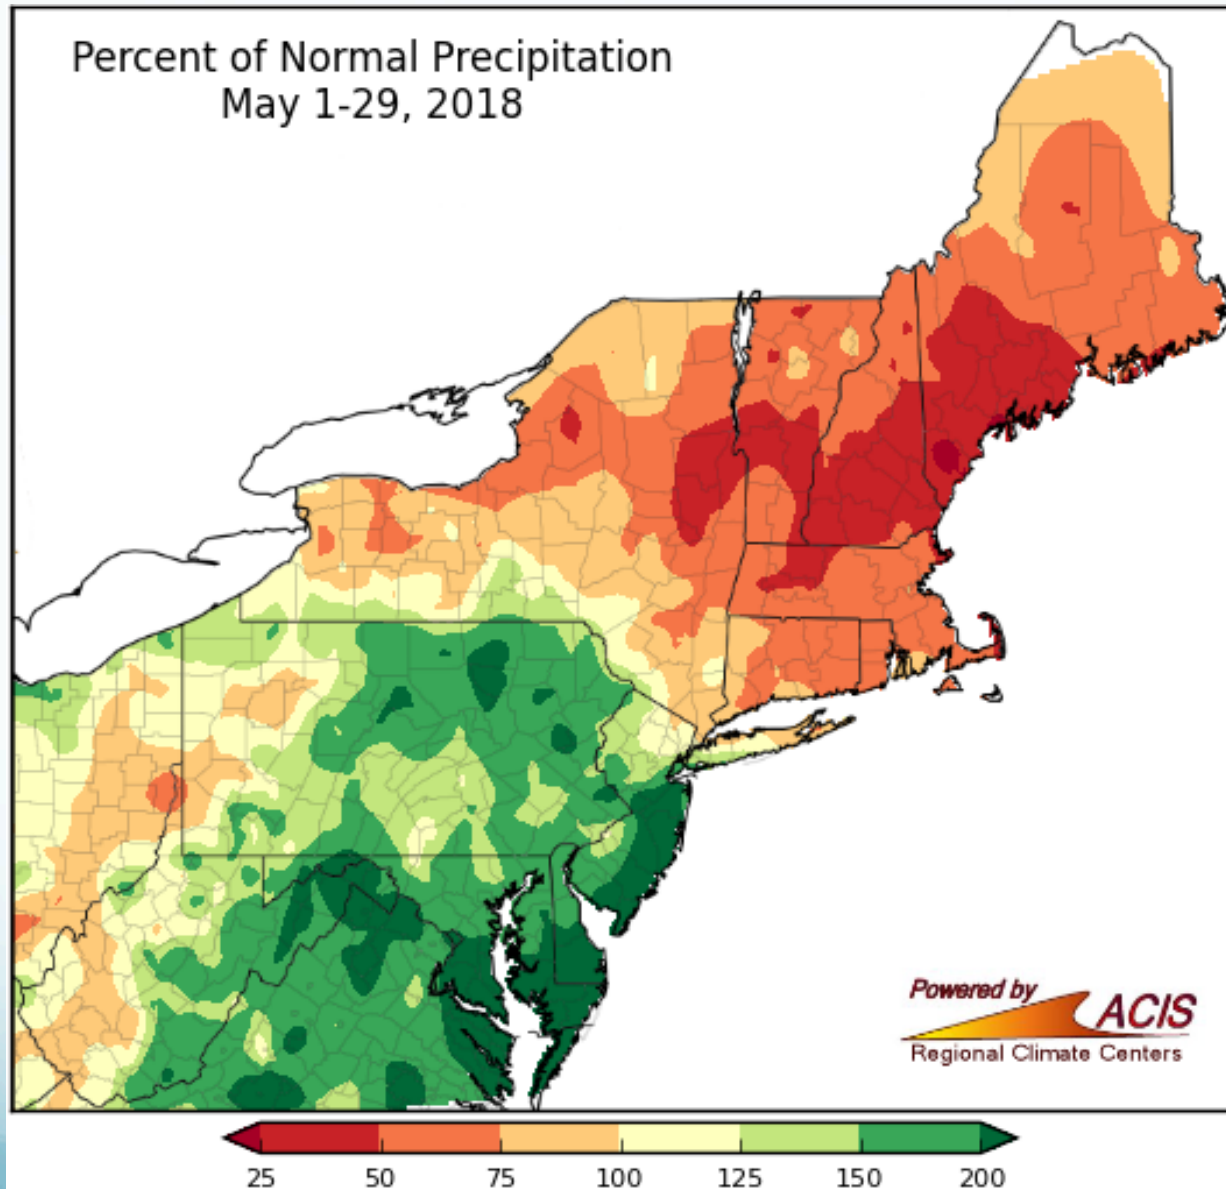 Percent of Normal Precipitation
May 1-29, 2018
Powered by
ACIS
Regional Climate Centers
25 50 75 100 125 150 200